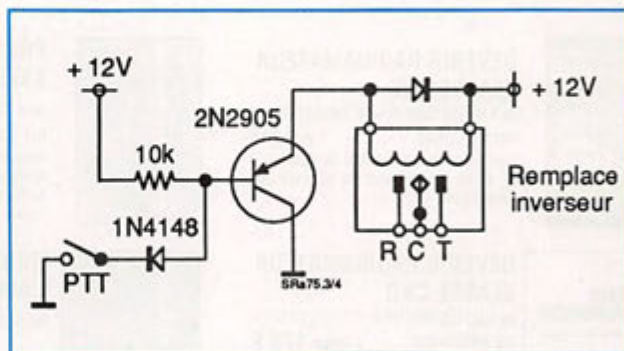 + 12V
2N2905
+ 12V
10k
1N4148
Remplace
inverseur
PTT
R C T
SRa75.3/4